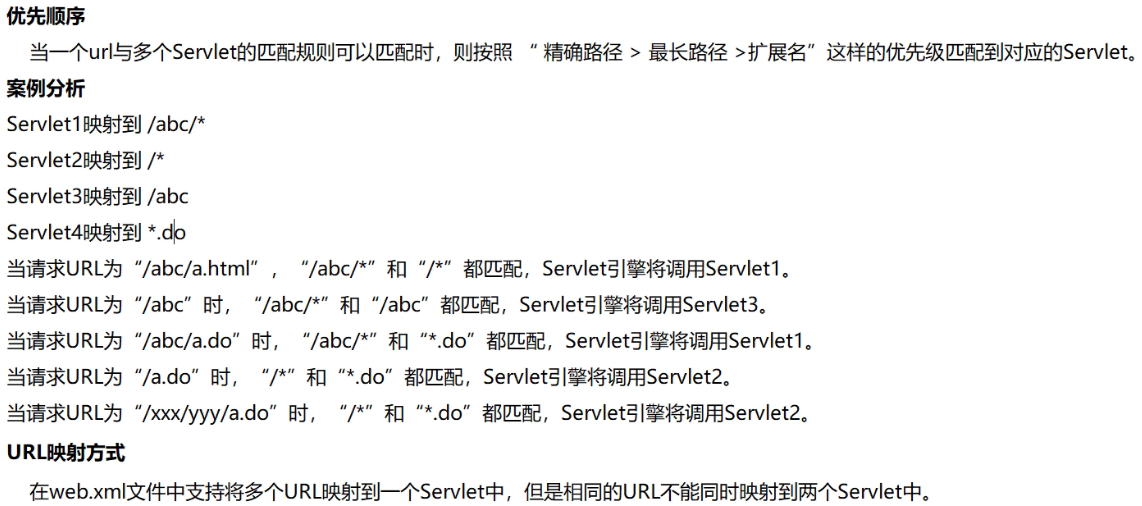 优先顺序
当一个url与多个Servlet的匹配规则可以匹配时，则按照 “ 精确路径 > 最长路径 >扩展名”这样的优先级匹配到对应的Servlet。
案例分析
Servlet1映射到 /abc/*
Servlet2映射到 /*
Servlet3映射到 /abc
Servlet4映射到 *.do
当请求URL为“/abc/a.html”，“/abc/*”和“/*”都匹配，Servlet引擎将调用Servlet1。
当请求URL为“/abc”时，“/abc/*”和“/abc”都匹配，Servlet引擎将调用Servlet3。
当请求URL为“/abc/a.do”时，“/abc/*”和“*.do”都匹配，Servlet引擎将调用Servlet1。
当请求URL为“/a.do”时，“/*”和“*.do”都匹配，Servlet引擎将调用Servlet2。
当请求URL为“/xxx/yyy/a.do”时，“/*”和“*.do”都匹配，Servlet引擎将调用Servlet2。
URL映射方式
在web.xml文件中支持将多个URL映射到一个Servlet中，但是相同的URL不能同时映射到两个Servlet中。